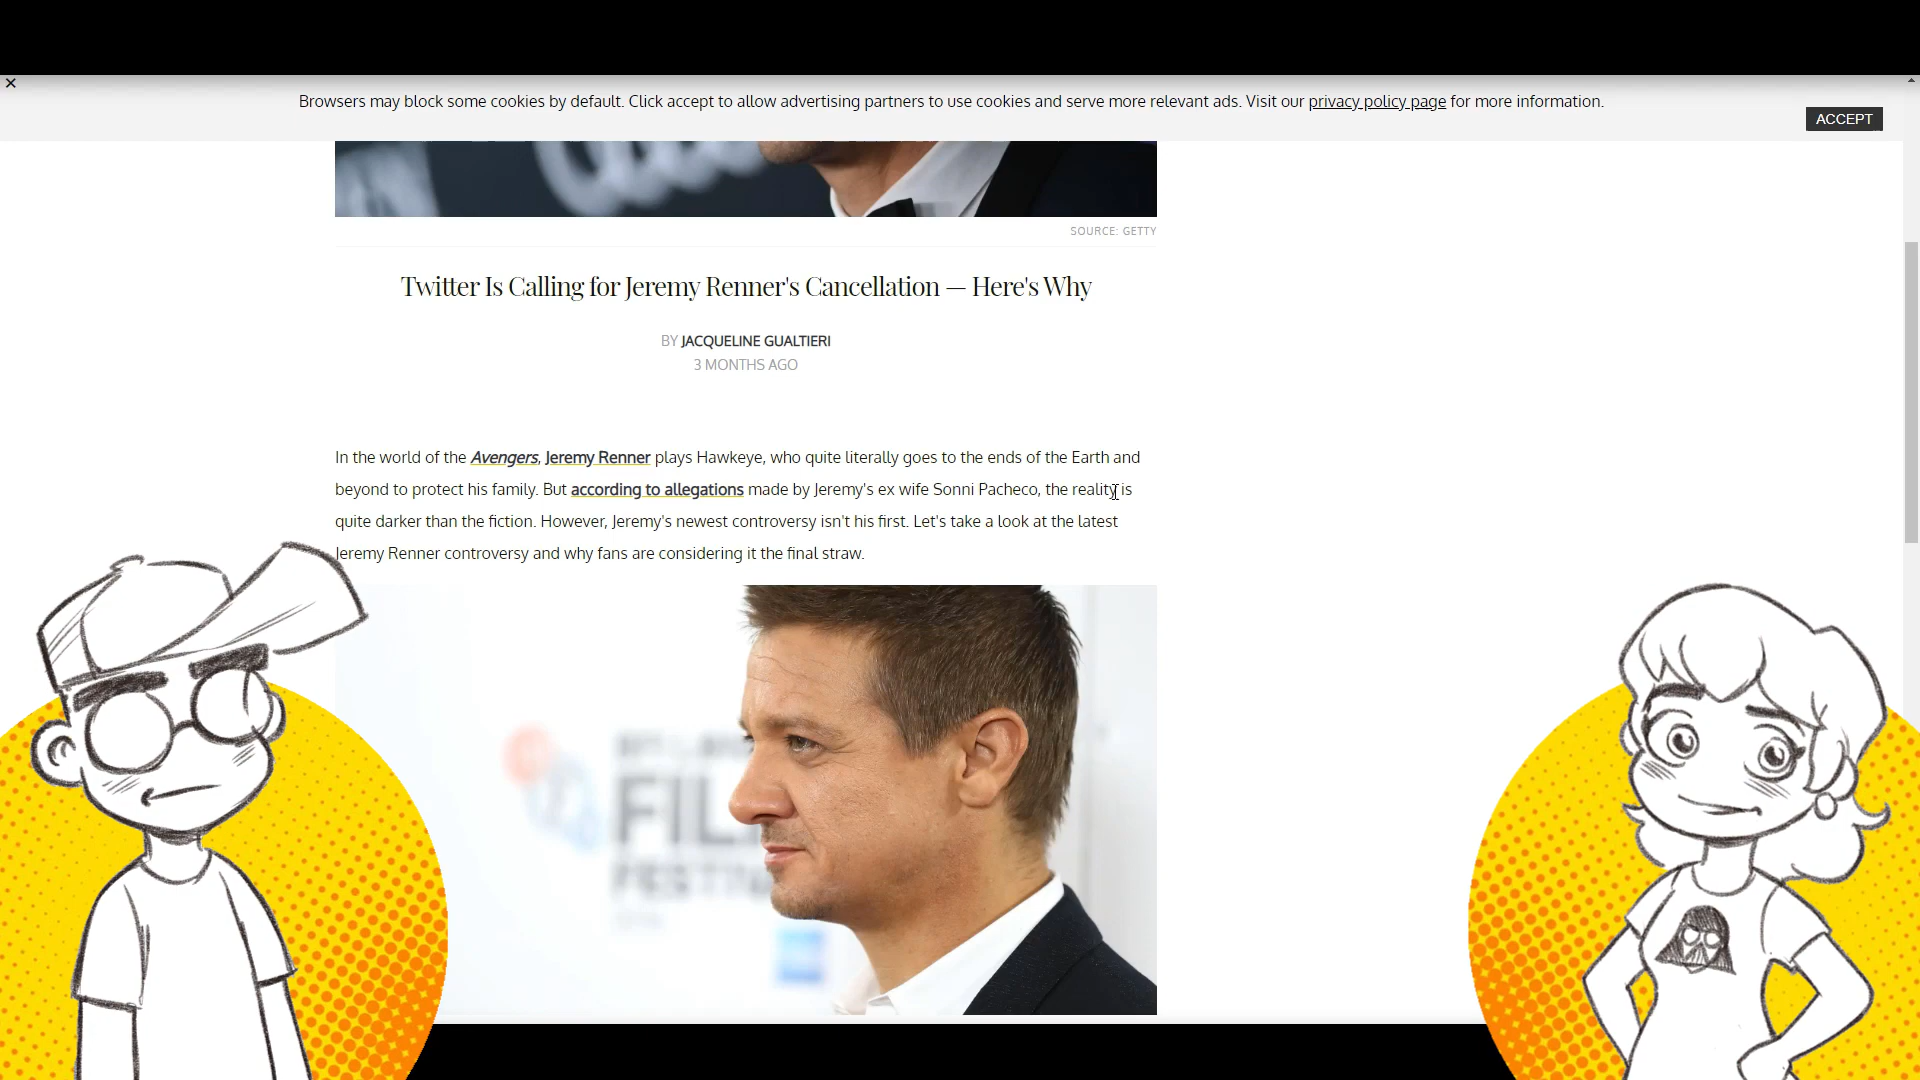 Browsers may block some cookies by default. Click accept to allow advertising partners to use cookies and serve more relevant ads. Visit our privacy policy page for more information.
ACCEPT
SOURCE: GETTY
Twitter Is Calling for Jeremy Renner's Cancellation — Here's Why
BY JACQUELINE GUALTIERI
3 MONTHS AGO
In the world of the Avengers, Jeremy Renner plays Hawkeye, who quite literally goes to the ends of the Earth and
beyond to protect his family. But according to allegations made by Jeremy's ex wife Sonni Pacheco, the reality is
quite darker than the fiction. However, Jeremy's newest controversy isn't his first. Let's take a look at the latest
Jeremy Renner controversy and why fans are considering it the final straw.